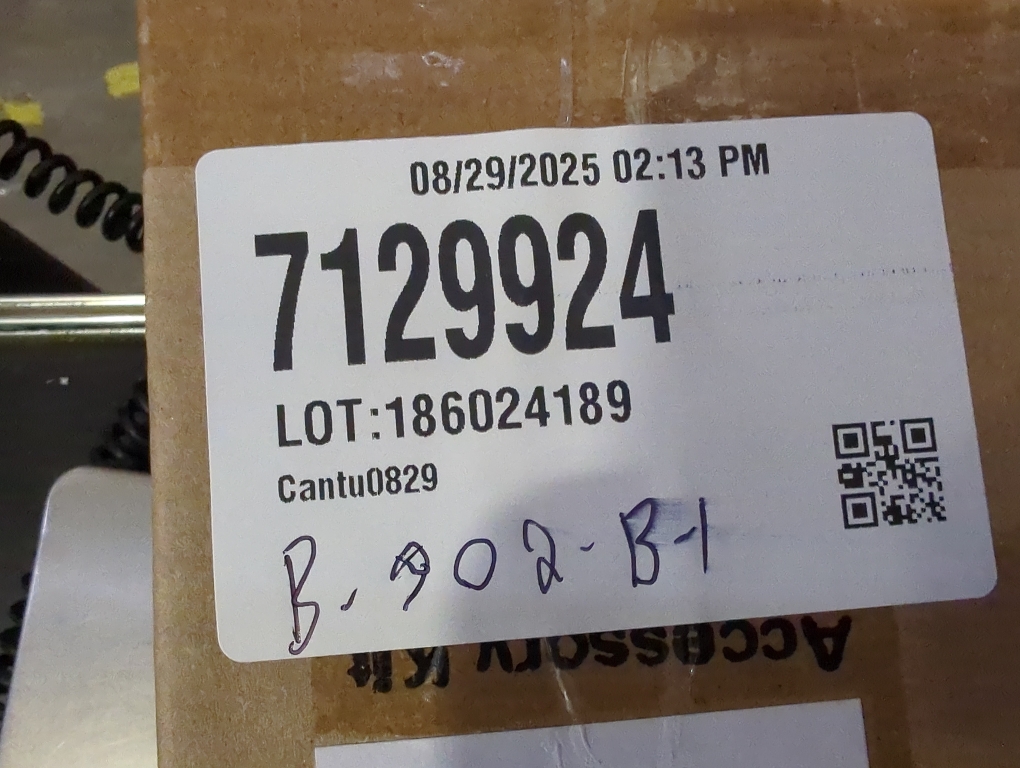 08/29/2025 02:13 PM
7129924
LOT:186024189
Cantu0829
B-902-B-1
Accessory Kit